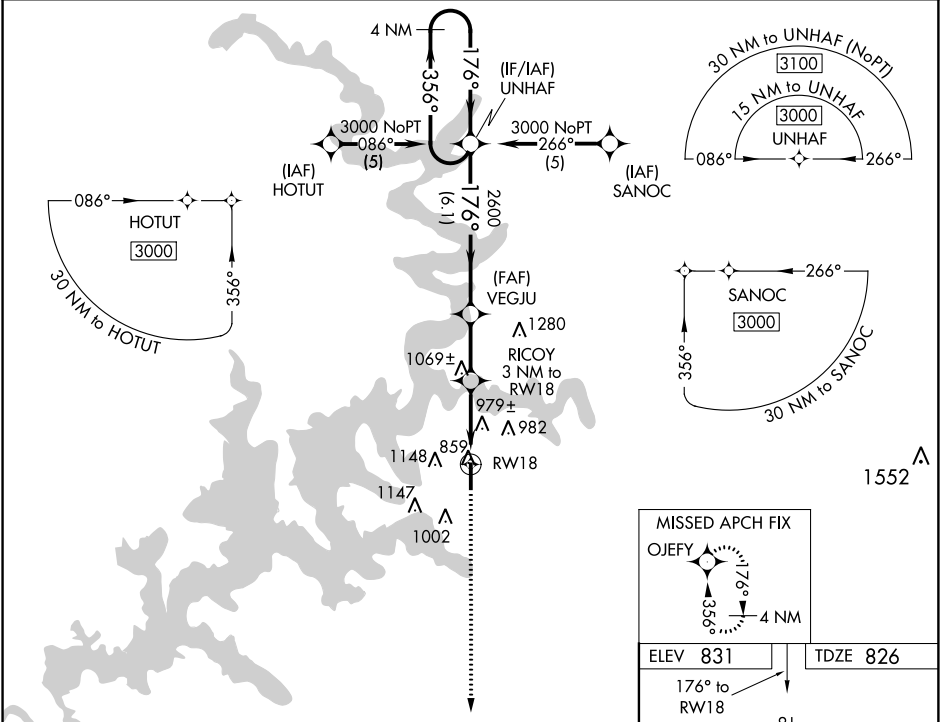 4 NM
356°
176°
(IF/IAF)
UNHAF
3000 NoPT
086°
(5)
(IAF)
HOTUT
3000 NoPT
266°
(5)
(IAF)
SANOC
30 NM to UNHAF (NoPT)
3100
15 NM to UNHAF
3000
UNHAF
086°
266°
086°
HOTUT
3000
356°
30 NM to HOTUT
2600
176°
(6.1)
(FAF)
VEGJU
1280
266°
SANOC
3000
356°
30 NM to SANOC
1069±
RICOY
3 NM to
RW18
979±
982
1148
859
RW18
1147
1002
1552
MISSED APCH FIX
OJEFY
176°
356°
4 NM
ELEV 831
TDZE 826
176° to
RW18